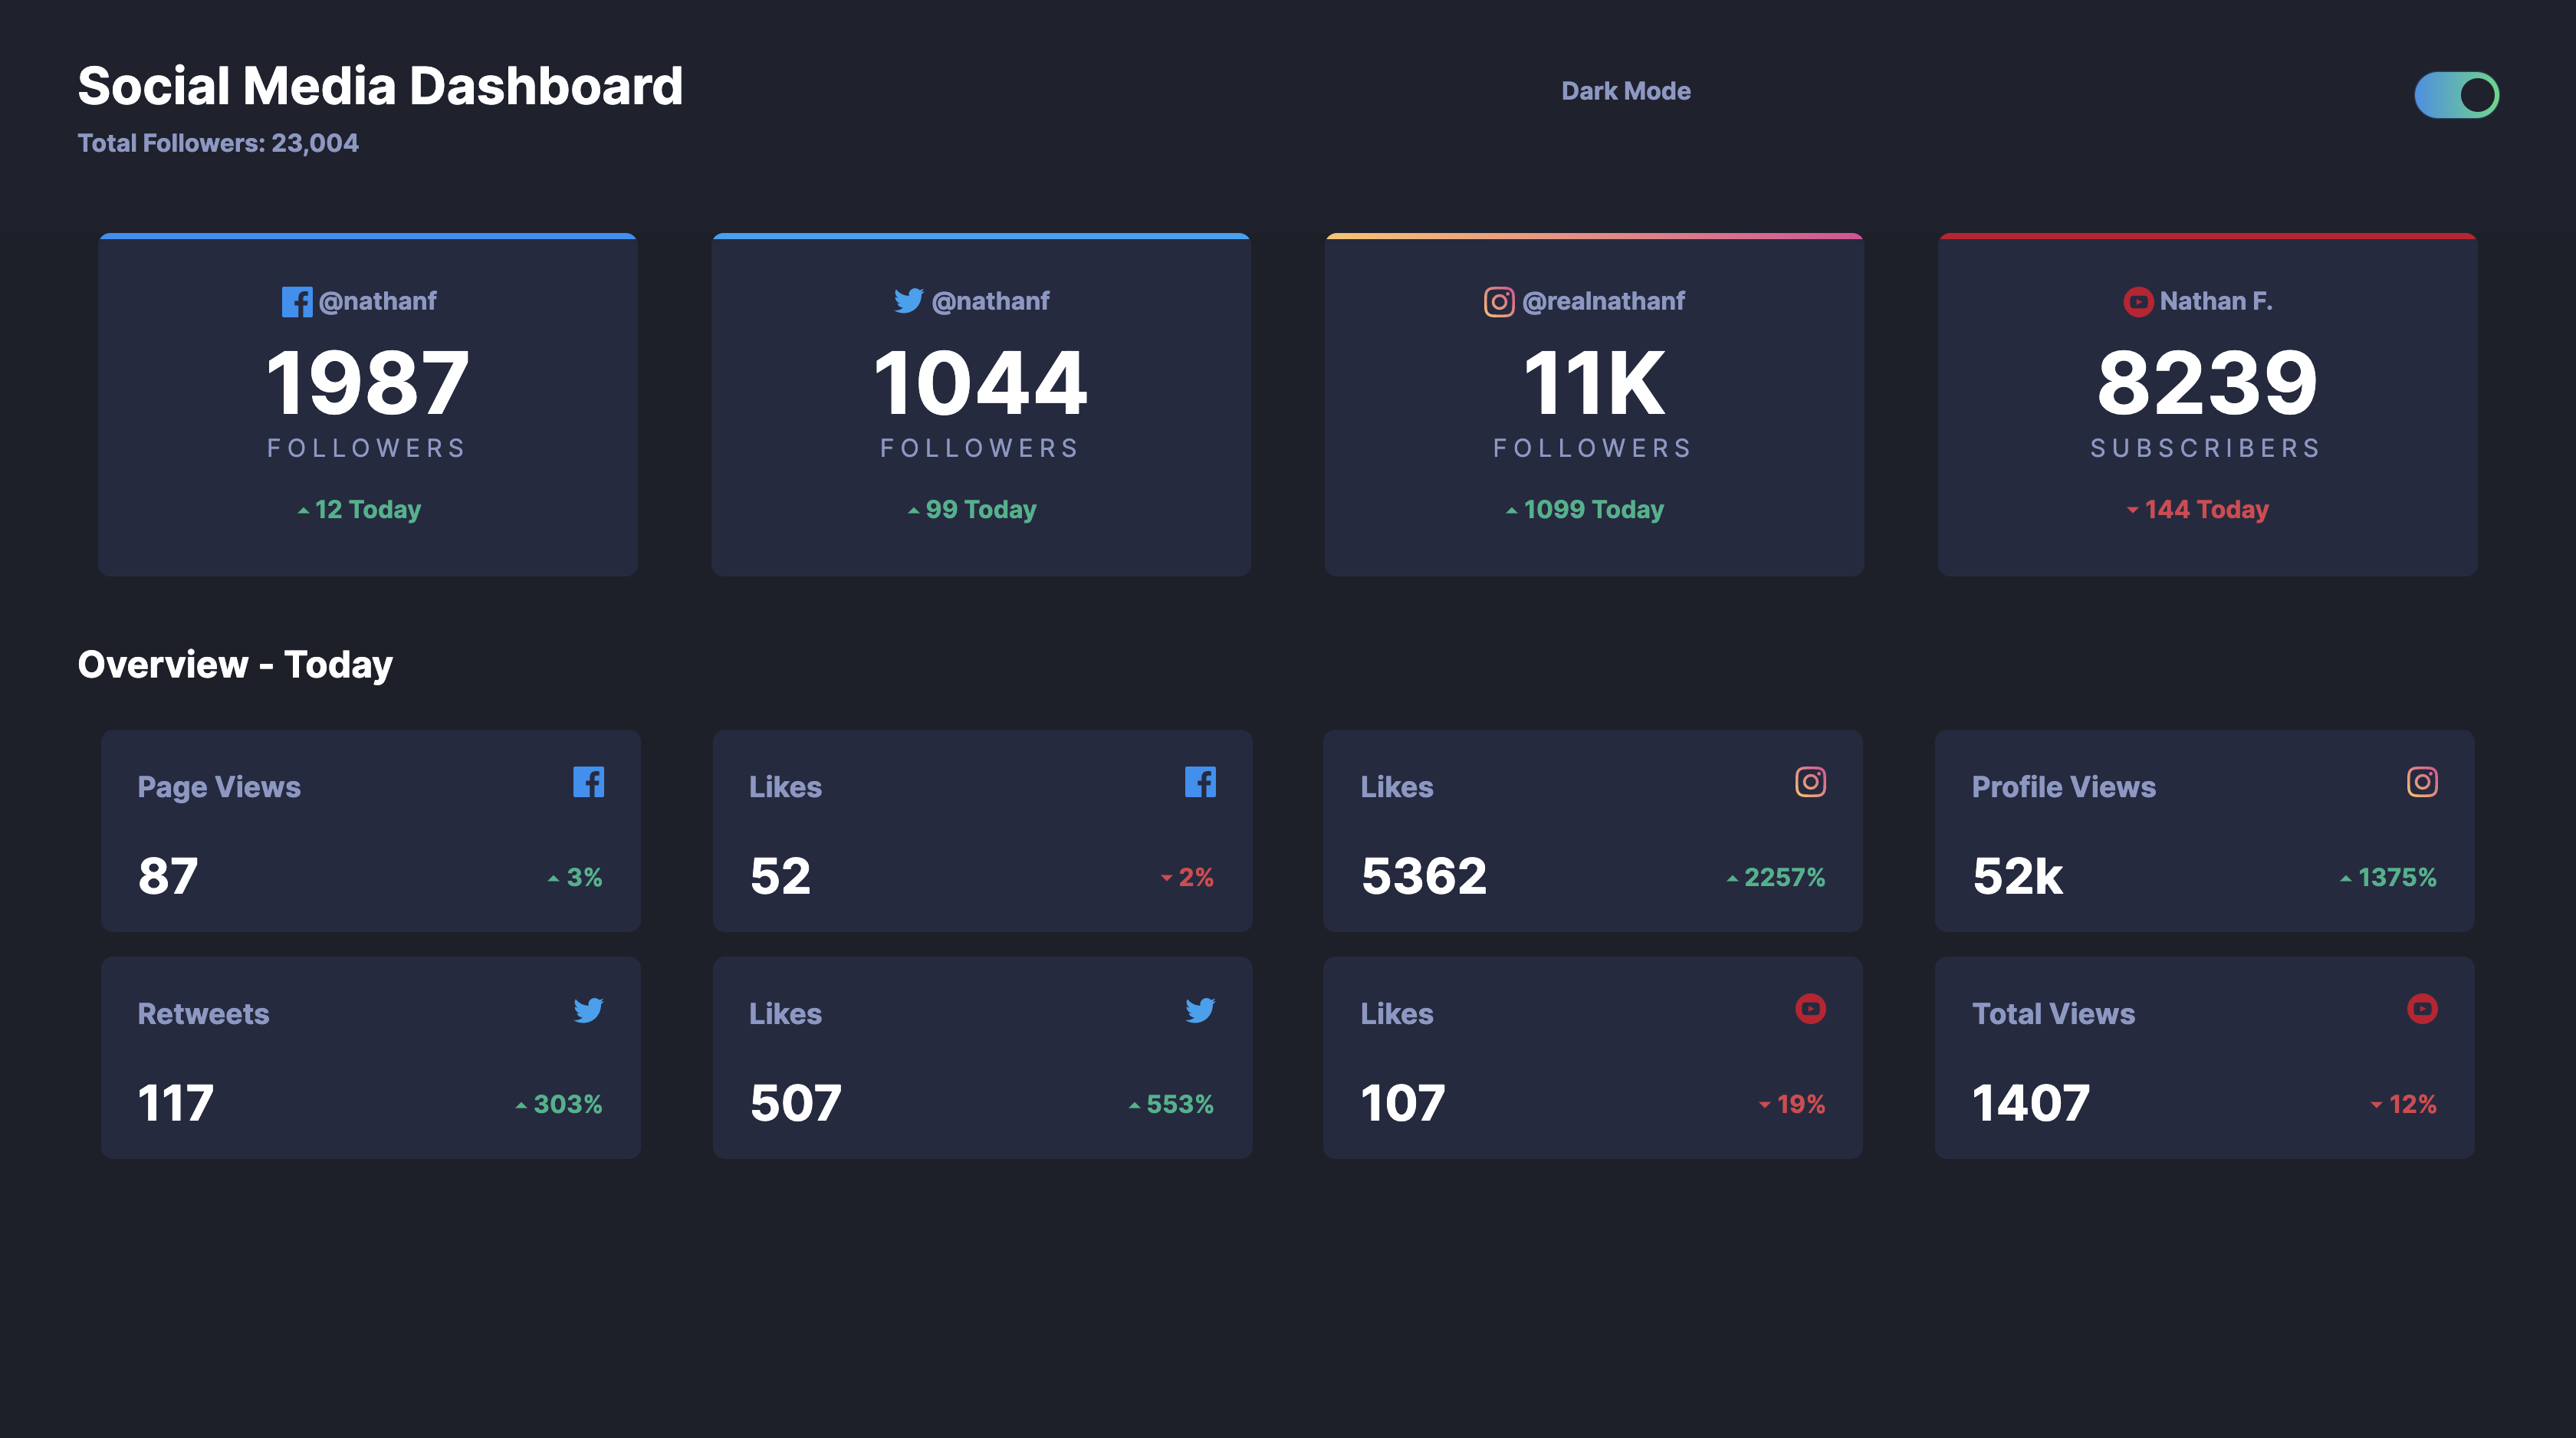 Social Media Dashboard
Total Followers: 23,004
Dark Mode
@nathanf
1987
FOLLOWERS
12 Today
@nathanf
1044
FOLLOWERS
99 Today
@realnathanf
11K
FOLLOWERS
1099 Today
Nathan F.
8239
SUBSCRIBERS
144 Today
Overview - Today
Page Views
87
3%
Likes
52
2%
Likes
5362
2257%
Profile Views
52k
1375%
Retweets
117
303%
Likes
507
553%
Likes
107
19%
Total Views
1407
12%